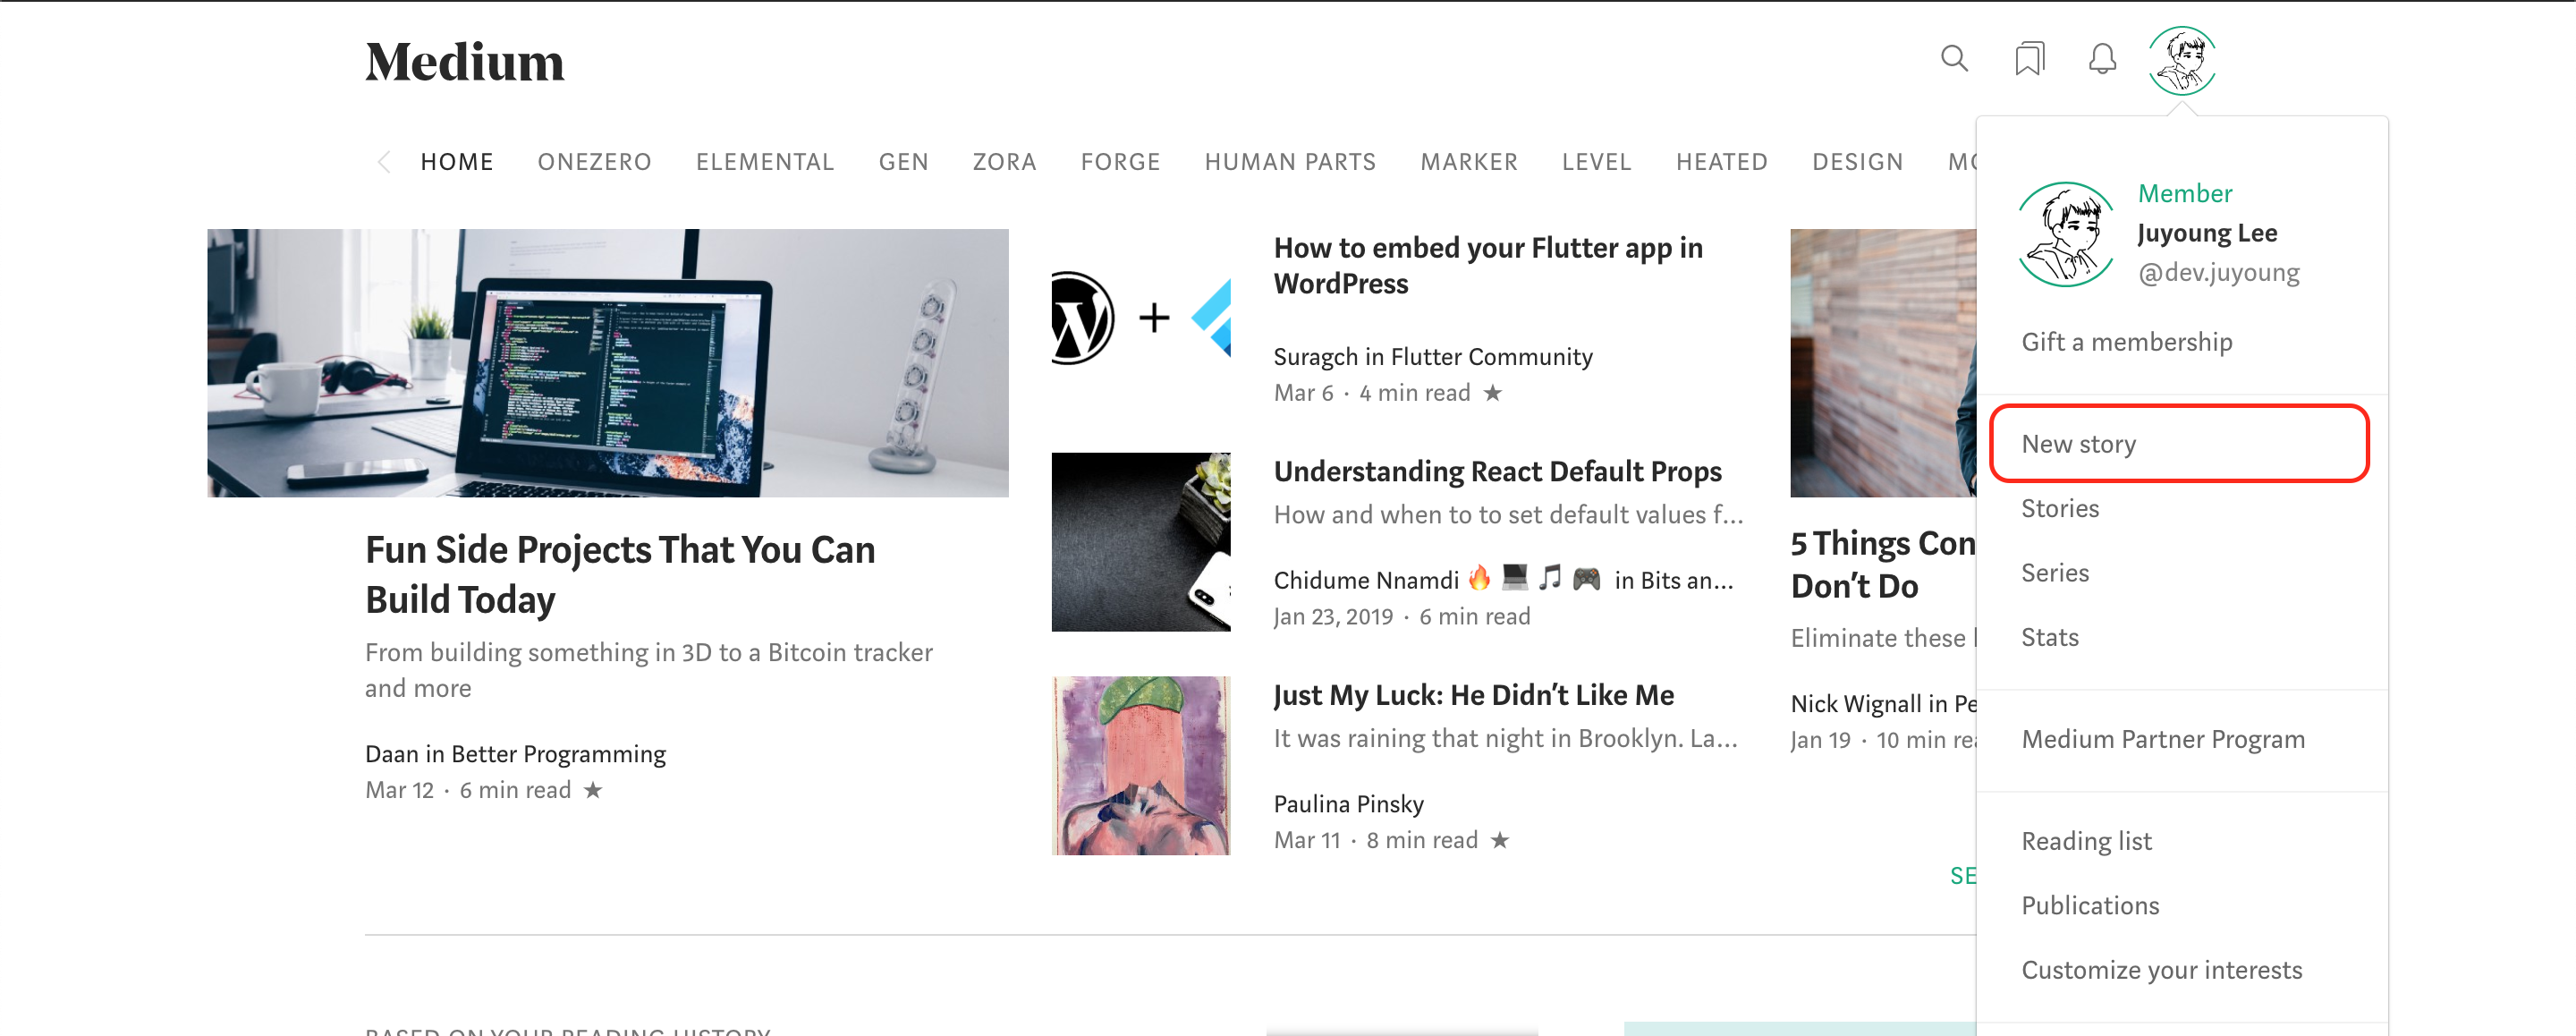 Medium
HOME ONEZERO ELEMENTAL GEN ZORA FORGE HUMAN PARTS MARKER LEVEL HEATED DESIGN
Fun Side Projects That You Can
Build Today
From building something in 3D to a Bitcoin tracker
and more
Daan in Better Programming
Mar 12 · 6 min read ★
How to embed your Flutter app in
WordPress
Suragch in Flutter Community
Mar 6 · 4 min read ★
Understanding React Default Props
How and when to to set default values f...
Chidume Nnamdi 🔥 💻 🎵 🎮 in Bits an...
Jan 23, 2019 · 6 min read
Just My Luck: He Didn’t Like Me
It was raining that night in Brooklyn. La...
Paulina Pinsky
Mar 11 · 8 min read ★
5 Things Con
Don’t Do
Eliminate these
Nick Wignall in Pe
Jan 19 · 10 min rea
SE
Member
Juyoung Lee
@dev.juyoung
Gift a membership
New story
Stories
Series
Stats
Medium Partner Program
Reading list
Publications
Customize your interests
BASED ON YOUR READING HISTORY